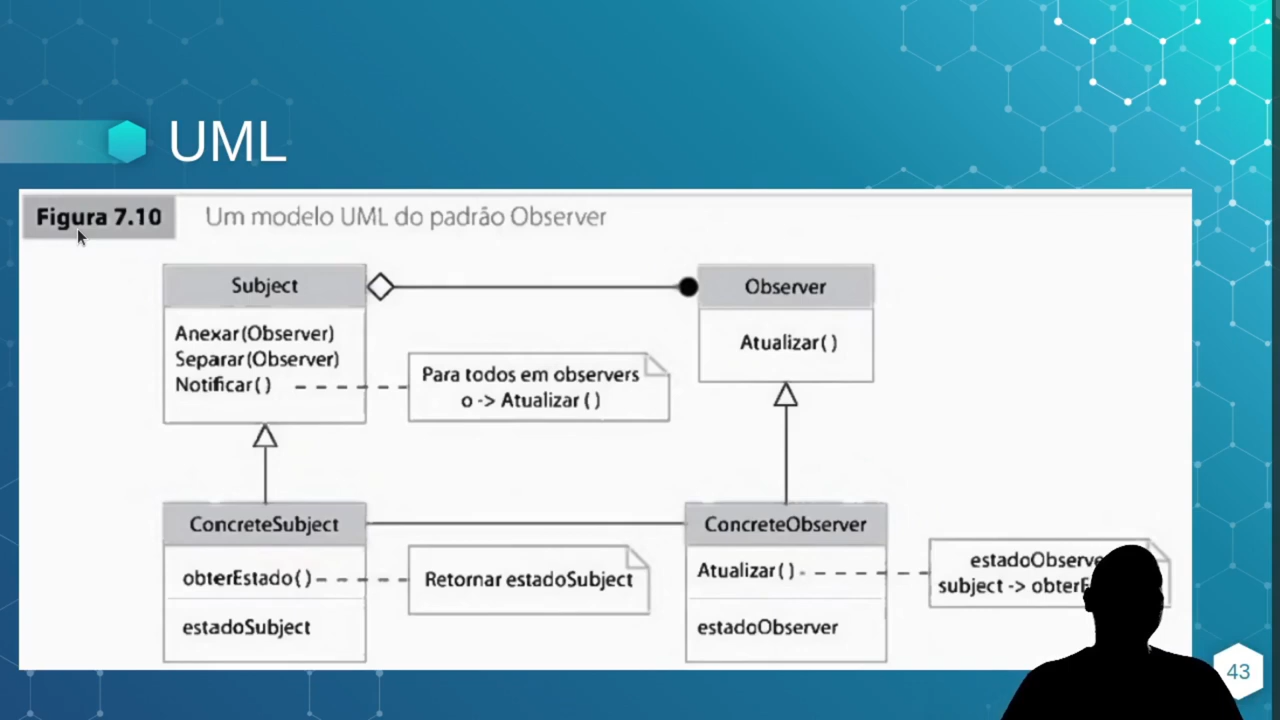 UML
Figura 7.10 Um modelo UML do padrão Observer
Subject
Observer
Anexar(Observer)
Separar(Observer)
Notificar()
Atualizar()
Para todos em observers
o -> Atualizar ()
ConcreteSubject
ConcreteObserver
obterEstado()
Retornar estadoSubject
Atualizar()
subject ->
estadoSubject
estadoObserver
43